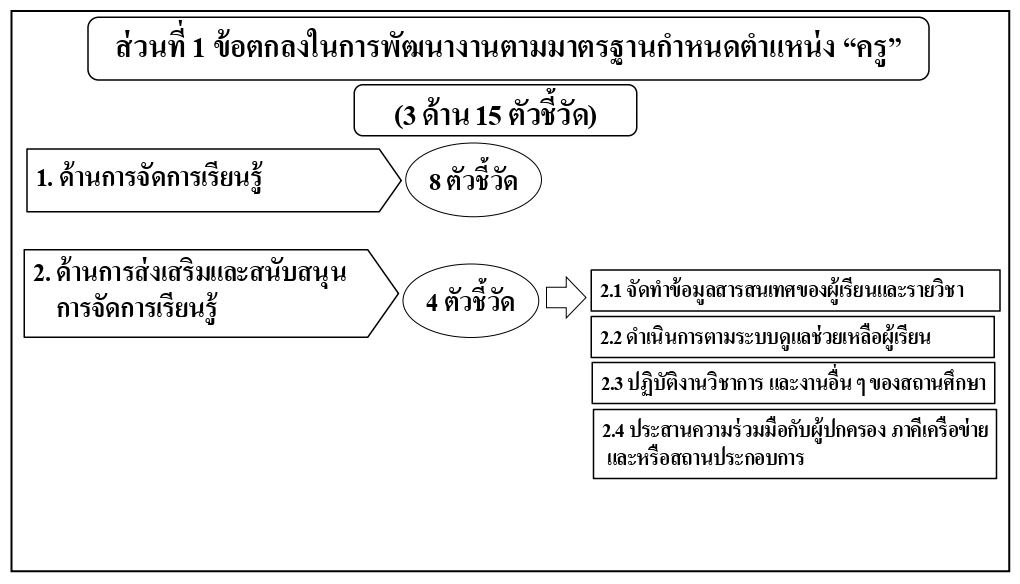 ส่วนที่ 1 ข้อตกลงในการพัฒนางานตามมาตรฐานกำหนดตำแหน่ง “ครู”
(3 ด้าน 15 ตัวชี้วัด)
1. ด้านการจัดการเรียนรู้
8 ตัวชี้วัด
2. ด้านการส่งเสริมและสนับสนุน
การจัดการเรียนรู้
4 ตัวชี้วัด
2.1 จัดทำข้อมูลสารสนเทศของผู้เรียนและรายวิชา
2.2 ดำเนินการตามระบบดูแลช่วยเหลือผู้เรียน
2.3 ปฏิบัติงานวิชาการ และงานอื่น ๆ ของสถานศึกษา
2.4 ประสานความร่วมมือกับผู้ปกครอง ภาคีเครือข่าย
และหรือสถานประกอบการ